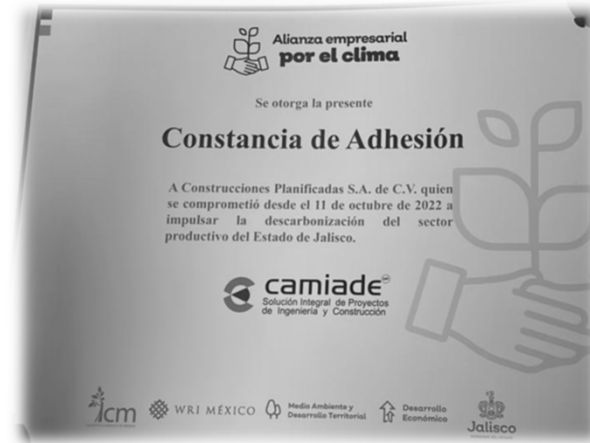 Alianza empresarial
por el clima
Se otorga la presente
Constancia de Adhesión
A Construcciones Planificadas S.A. de C.V. quien
se comprometió desde el 11 de octubre de 2022 a
impulsar la descarbonización del sector
productivo del Estado de Jalisco.
camiade
Solución Integral de Proyectos
de Ingeniería y Construcción
icm
WRI MÉXICO
Medio Ambiente y
Desarrollo Territorial
Desarrollo
Económico
Jalisco